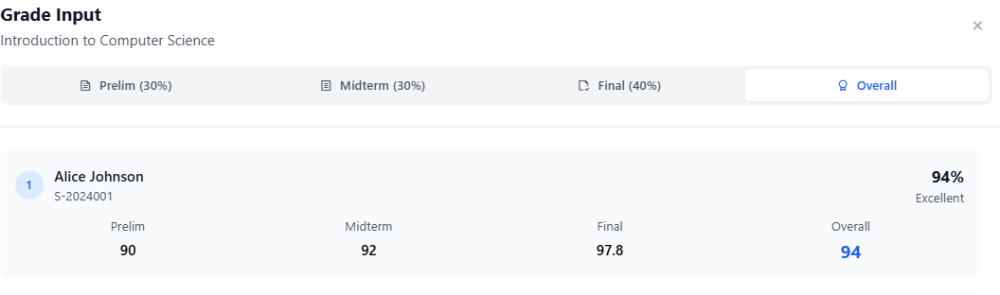 Grade Input
Introduction to Computer Science
Prelim (30%) Midterm (30%) Final (40%) Overall
1 Alice Johnson 94%
S-2024001 Excellent
Prelim Midterm Final Overall
90 92 97.8 94